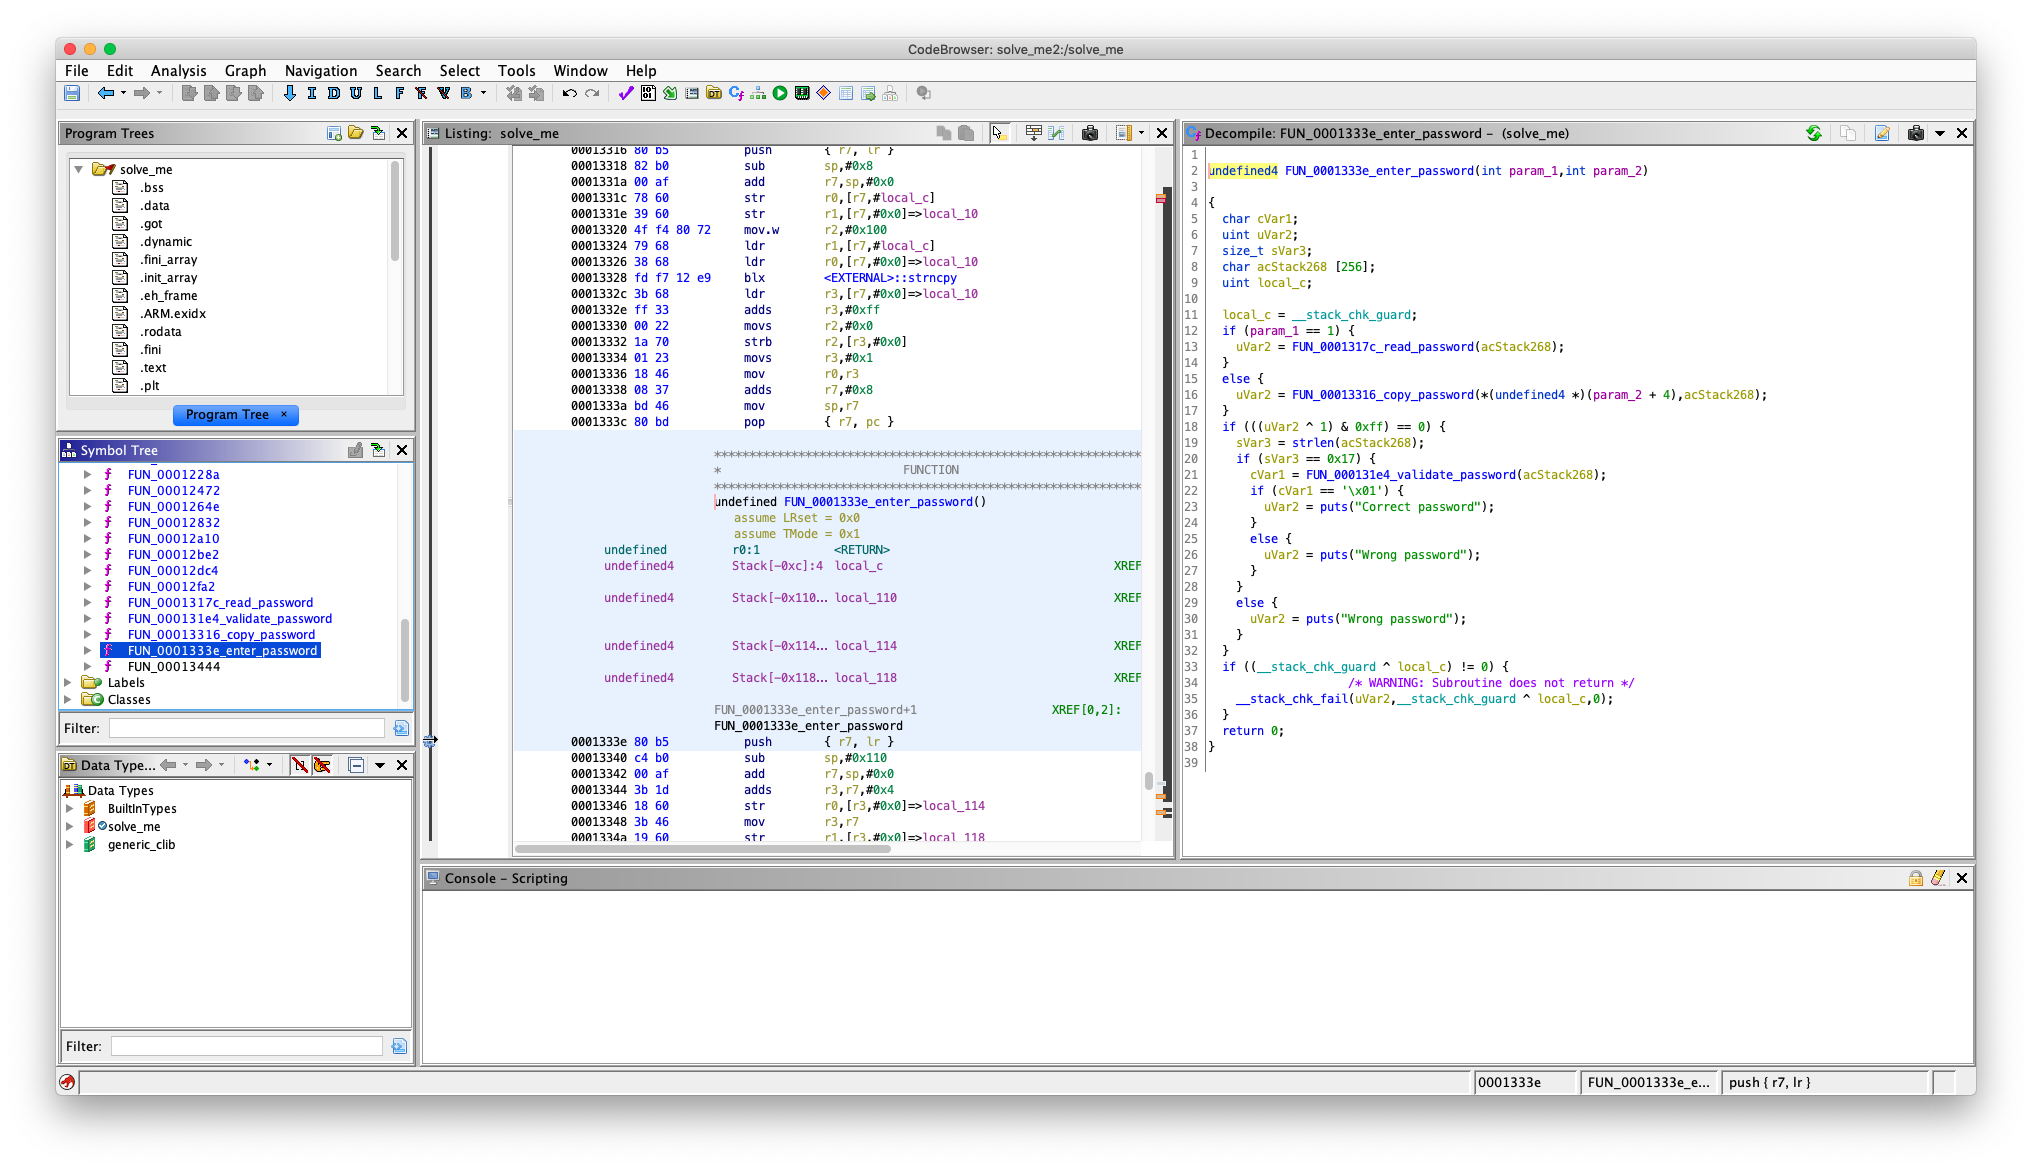 CodeBrowser: solve_me2:/solve_me
File Edit Analysis Graph Navigation Search Select Tools Window Help
I D U L F B
Program Trees
solve_me
.bss
.data
.got
.dynamic
.fini_array
.init_array
.eh_frame
.ARM.exidx
.rodata
.fini
.text
.plt
Program Tree ×
Symbol Tree
FUN_0001228a
FUN_00012472
FUN_0001264e
FUN_00012832
FUN_00012a10
FUN_00012be2
FUN_00012dc4
FUN_00012fa2
FUN_0001317c_read_password
FUN_000131e4_validate_password
FUN_00013316_copy_password
FUN_0001333e_enter_password
FUN_00013444
Labels
Classes
Filter:
Data Type...
Data Types
BuiltInTypes
solve_me
generic_clib
Filter:
Listing: solve_me
00013316 80 b5 push { r7, lr }
00013318 82 b0 sub sp,#0x8
0001331a 00 af add r7,sp,#0x0
0001331c 78 60 str r0,[r7,#local_c]
0001331e 39 60 str r1,[r7,#0x0]=>local_10
00013320 4f f4 80 72 mov.w r2,#0x100
00013324 79 68 ldr r1,[r7,#local_c]
00013326 38 68 ldr r0,[r7,#0x0]=>local_10
00013328 fd f7 12 e9 blx <EXTERNAL>::strncpy
0001332c 3b 68 ldr r3,[r7,#0x0]=>local_10
0001332e ff 33 adds r3,#0xff
00013330 00 22 movs r2,#0x0
00013332 1a 70 strb r2,[r3,#0x0]
00013334 01 23 movs r3,#0x1
00013336 18 46 mov r0,r3
00013338 08 37 adds r7,#0x8
0001333a bd 46 mov sp,r7
0001333c 80 bd pop { r7, pc }
*************************************************************
* FUNCTION
*************************************************************
undefined FUN_0001333e_enter_password()
assume LRset = 0x0
assume TMode = 0x1
undefined r0:1 <RETURN>
undefined4 Stack[-0xc]:4 local_c XREF
undefined4 Stack[-0x110... local_110 XREF
undefined4 Stack[-0x114... local_114 XREF
undefined4 Stack[-0x118... local_118 XREF
FUN_0001333e_enter_password+1 XREF[0,2]:
FUN_0001333e_enter_password
0001333e 80 b5 push { r7, lr }
00013340 c4 b0 sub sp,#0x110
00013342 00 af add r7,sp,#0x0
00013344 3b 1d adds r3,r7,#0x4
00013346 18 60 str r0,[r3,#0x0]=>local_114
00013348 3b 46 mov r3,r7
0001334a 19 60 str r1,[r3,#0x0]=>local_118
Decompile: FUN_0001333e_enter_password – (solve_me)
1
2 undefined4 FUN_0001333e_enter_password(int param_1,int param_2)
3
4 {
5 char cVar1;
6 uint uVar2;
7 size_t sVar3;
8 char acStack268 [256];
9 uint local_c;
10
11 local_c = __stack_chk_guard;
12 if (param_1 == 1) {
13 uVar2 = FUN_0001317c_read_password(acStack268);
14 }
15 else {
16 uVar2 = FUN_00013316_copy_password(*(undefined4 *)(param_2 + 4),acStack268);
17 }
18 if (((uVar2 ^ 1) & 0xff) == 0) {
19 sVar3 = strlen(acStack268);
20 if (sVar3 == 0x17) {
21 cVar1 = FUN_000131e4_validate_password(acStack268);
22 if (cVar1 == '\x01') {
23 uVar2 = puts("Correct password");
24 }
25 else {
26 uVar2 = puts("Wrong password");
27 }
28 }
29 else {
30 uVar2 = puts("Wrong password");
31 }
32 }
33 if ((__stack_chk_guard ^ local_c) != 0) {
34 /* WARNING: Subroutine does not return */
35 __stack_chk_fail(uVar2,__stack_chk_guard ^ local_c,0);
36 }
37 return 0;
38 }
39
Console – Scripting
0001333e FUN_0001333e_e... push { r7, lr }